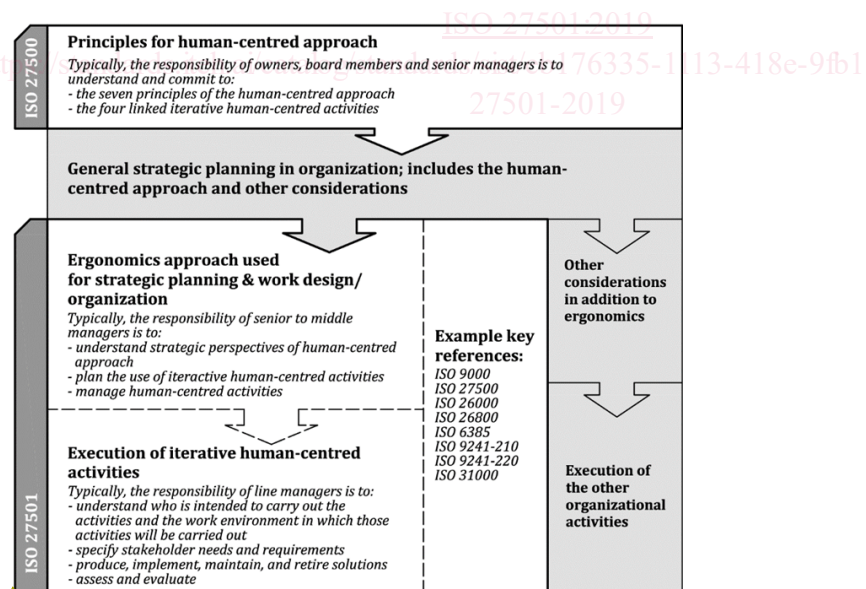 ISO 27501:2019
27501-2019
ISO 27500
Principles for human-centred approach
Typically, the responsibility of owners, board members and senior managers is to
understand and commit to:
- the seven principles of the human-centred approach
- the four linked iterative human-centred activities
General strategic planning in organization; includes the human-
centred approach and other considerations
ISO 27501
Ergonomics approach used
for strategic planning & work design/
organization
Typically, the responsibility of senior to middle
managers is to:
- understand strategic perspectives of human-centred
approach
- plan the use of iteractive human-centred activities
- manage human-centred activities
Execution of iterative human-centred
activities
Typically, the responsibility of line managers is to:
- understand who is intended to carry out the
activities and the work environment in which those
activities will be carried out
- specify stakeholder needs and requirements
- produce, implement, maintain, and retire solutions
- assess and evaluate
Example key
references:
ISO 9000
ISO 27500
ISO 26000
ISO 26800
ISO 6385
ISO 9241-210
ISO 9241-220
ISO 31000
Other
considerations
in addition to
ergonomics
Execution of
the other
organizational
activities